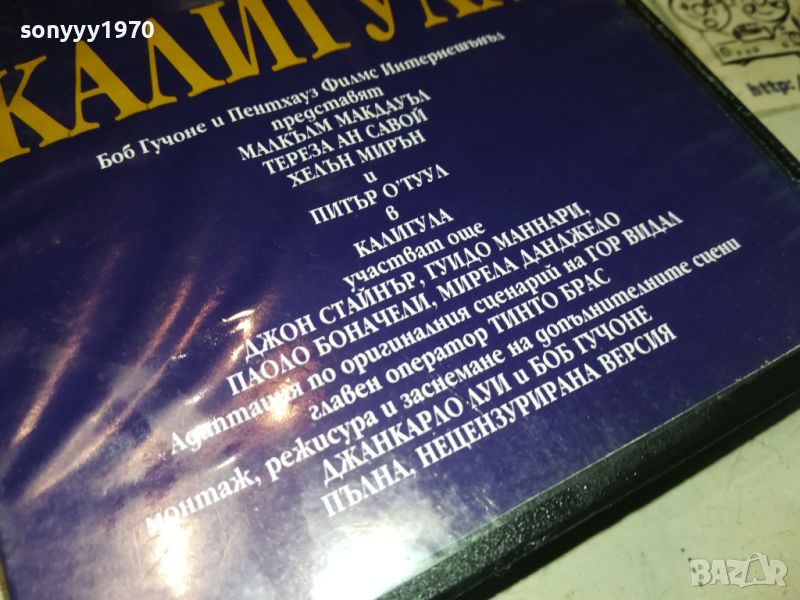 sonyyy1970
КАЛИГУЛА
http:/
Боб Гучоне и Пентхауз Филмс Интернешънъл
представят
МАЛКЪЛМ МАКДАУЪЛ
ТЕРЕЗА АН САВОЙ
ХЕЛЪН МИРЪН
и
ПИТЪР О'ТУУЛ
в
КАЛИГУЛА
участват още
ДЖОН СТАЙНЪР, ГУИДО МАННАРИ,
ПАОЛО БОНАЧЕЛИ, МИРЕЛА ДАНДЖЕЛО
Адаптация по оригиналния сценарий на ГОР ВИДАЛ
главен оператор ТИНТО БРАС
монтаж, режисура и заснемане на допълнителните сцени
ДЖАНКАРЛО ЛУИ и БОБ ГУЧОНЕ
ПЪЛНА, НЕЦЕНЗУРИРАНА ВЕРСИЯ
BAZAR